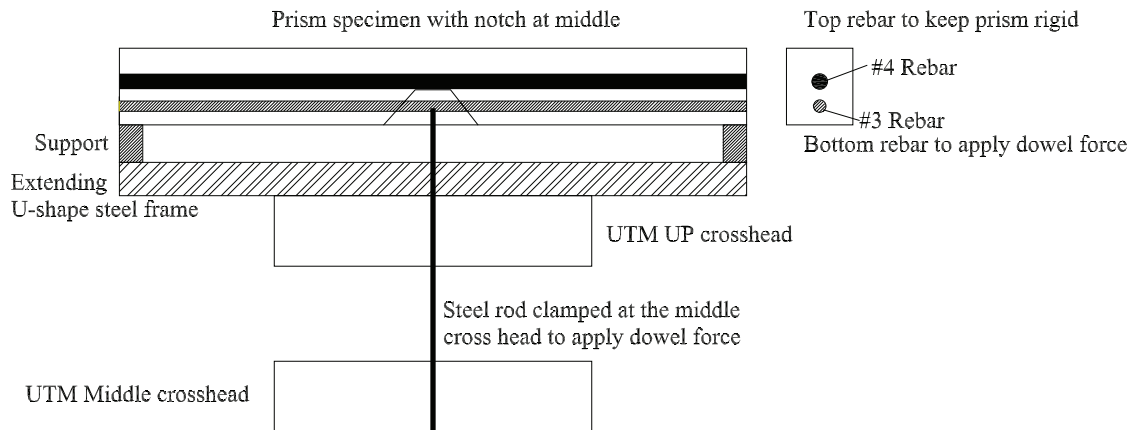 Prism specimen with notch at middle
Top rebar to keep prism rigid
#4 Rebar
#3 Rebar
Bottom rebar to apply dowel force
Support
Extending
U-shape steel frame
UTM UP crosshead
Steel rod clamped at the middle
cross head to apply dowel force
UTM Middle crosshead